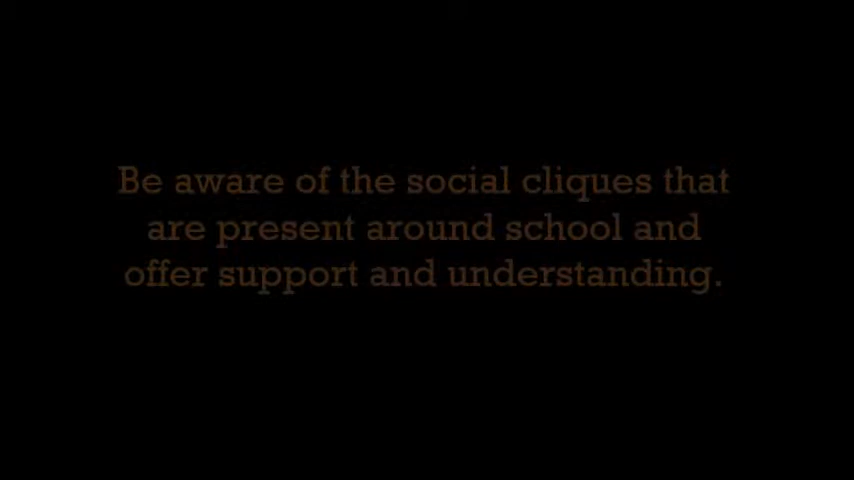 Be aware of the social cliques that
are present around school and
offer support and understanding.